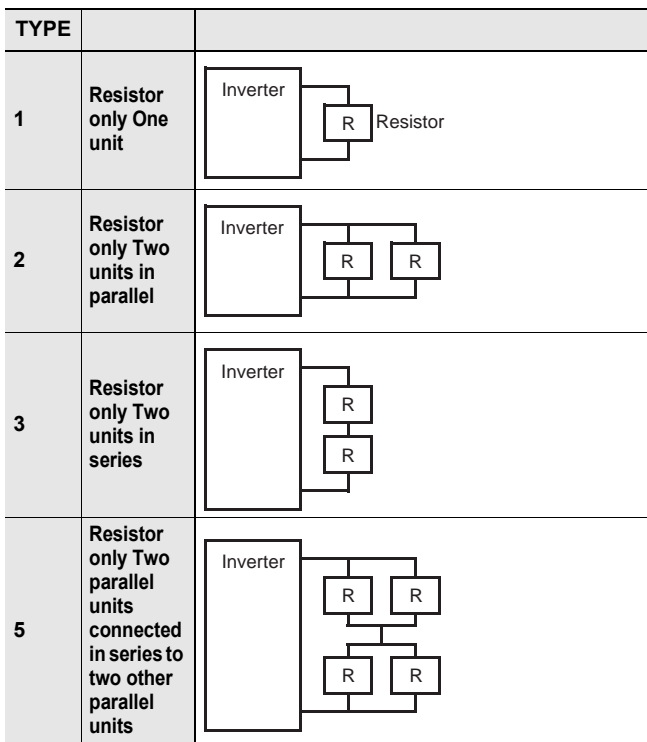 TYPE
1
Resistor
only One
unit
Inverter
R Resistor
2
Resistor
only Two
units in
parallel
Inverter
R R
3
Resistor
only Two
units in
series
Inverter
R
R
5
Resistor
only Two
parallel
units
connected
in series to
two other
parallel
units
Inverter
R R
R R